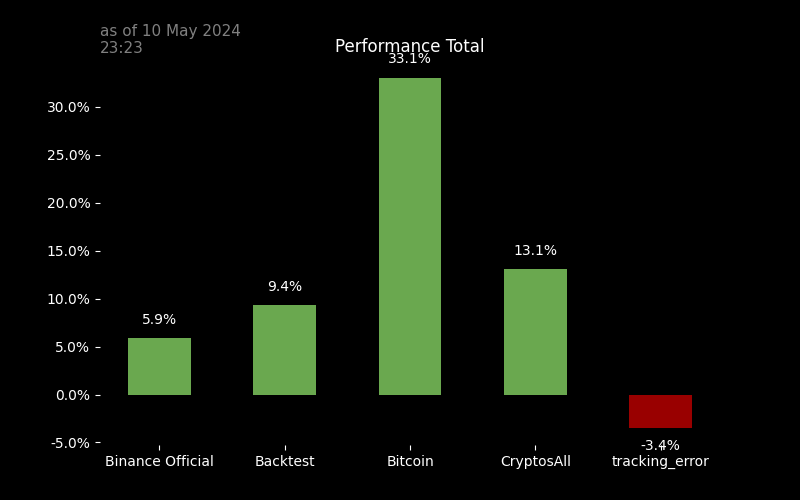 as of 10 May 2024
23:23
Performance Total
33.1%
30.0%
25.0%
20.0%
15.0%
13.1%
10.0%
9.4%
5.9%
5.0%
0.0%
-5.0%
-3.4%
Binance Official
Backtest
Bitcoin
CryptosAll
tracking_error